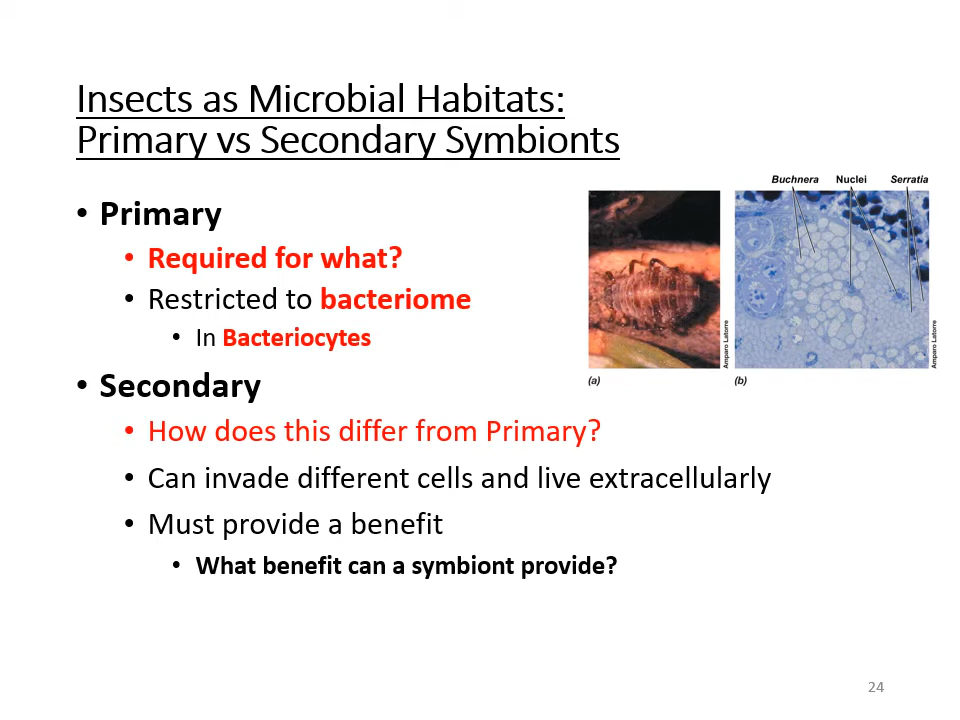 Insects as Microbial Habitats:
Primary vs Secondary Symbionts
• Primary
• Required for what?
• Restricted to bacteriome
• In Bacteriocytes
• Secondary
• How does this differ from Primary?
• Can invade different cells and live extracellularly
• Must provide a benefit
• What benefit can a symbiont provide?
Buchnera Nuclei Serratia
Amparo Latorre
Amparo Latorre
(a)
(b)
24